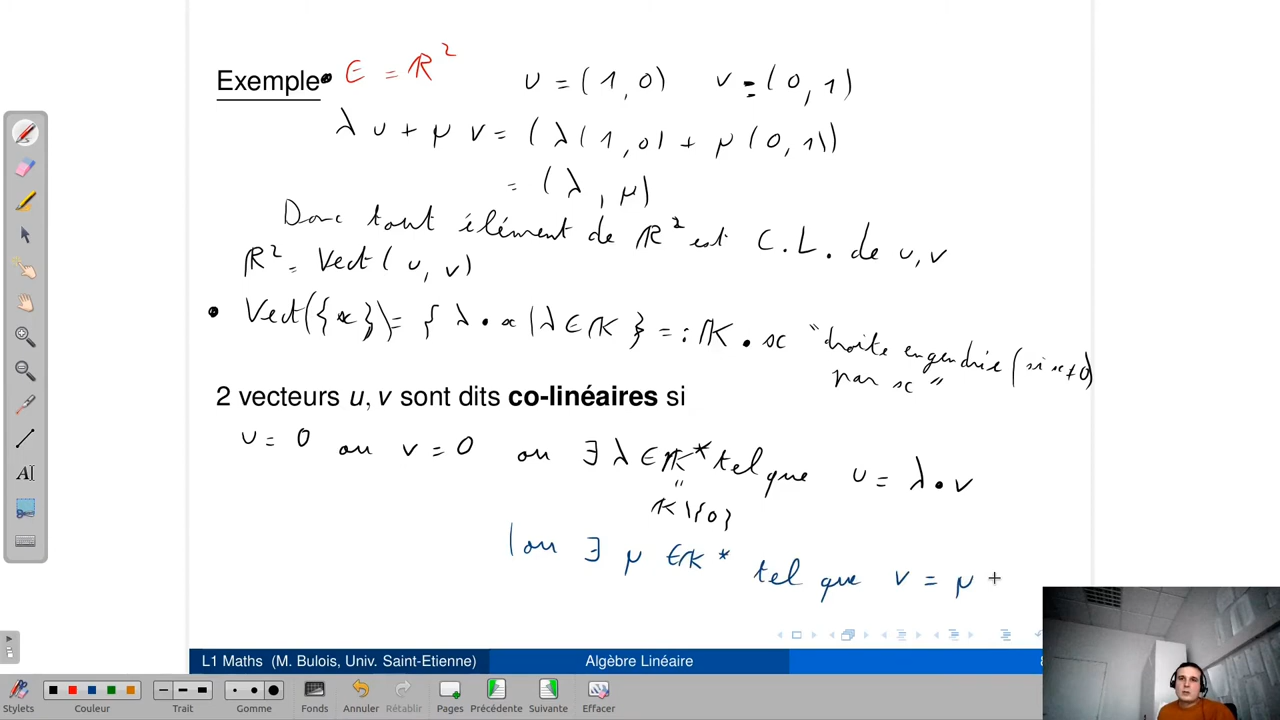 Exemple • E = R² u = (1, 0) v = (0, 1)
λ u + μ v = (λ(1, 0) + μ(0, 1))
= (λ, μ)
Donc tout élément de R² est C.L. de u, v
R² = Vect(u, v)
• Vect({x}) = { λ • x | λ ∈ K } =: K • x "droite engendrée (si x ≠ 0)
par x"
2 vecteurs u, v sont dits co-linéaires si
u = 0 ou v = 0 ou ∃ λ ∈ K* tel que u = λ • v
"
K \ {0}
(ou ∃ μ ∈ K* tel que v = μ
L1 Maths (M. Bulois, Univ. Saint-Etienne) Algèbre Linéaire 8
Stylets Couleur Trait Gomme Fonds Annuler Rétablir Pages Précédente Suivante Effacer